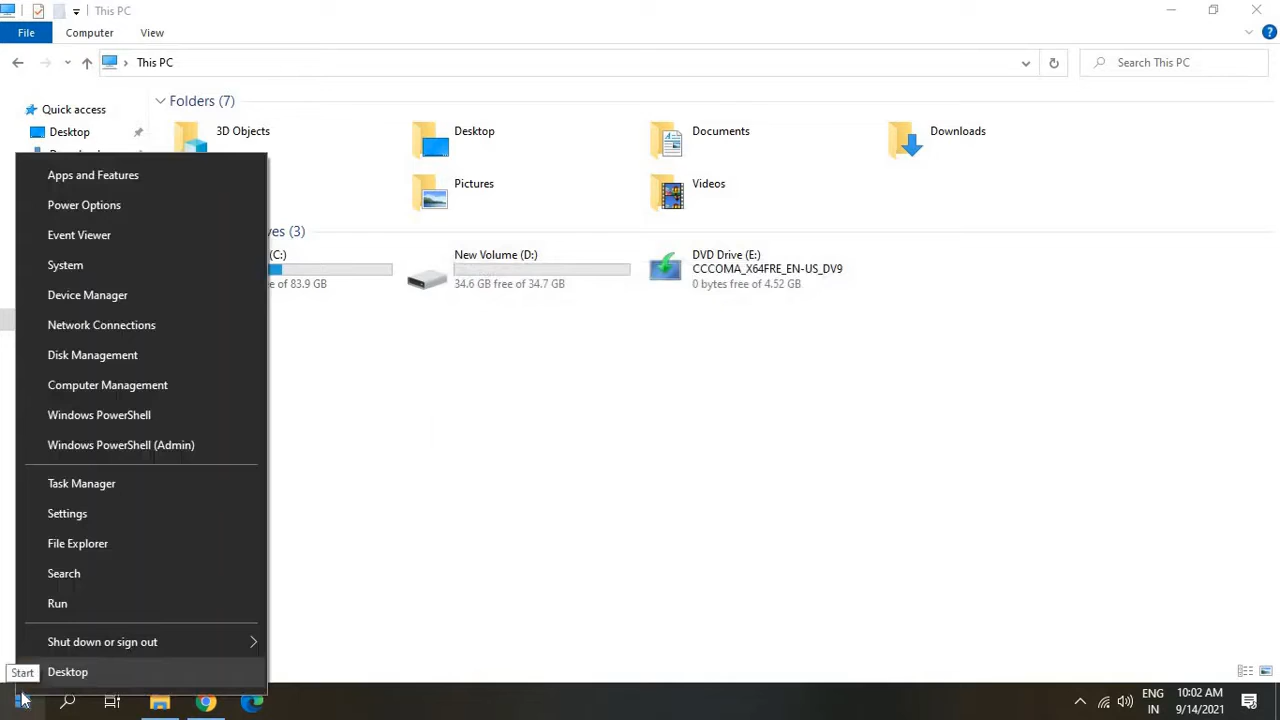 This PC
File
Computer
View
This PC
Search This PC
Quick access
Desktop
Folders (7)
3D Objects
Desktop
Documents
Downloads
Pictures
Videos
(3)
(C:)
of 83.9 GB
New Volume (D:)
34.6 GB free of 34.7 GB
DVD Drive (E:)
CCCOMA_X64FRE_EN-US_DV9
0 bytes free of 4.52 GB
Apps and Features
Power Options
Event Viewer
System
Device Manager
Network Connections
Disk Management
Computer Management
Windows PowerShell
Windows PowerShell (Admin)
Task Manager
Settings
File Explorer
Search
Run
Shut down or sign out
Desktop
Start
ENG
IN
10:02 AM
9/14/2021